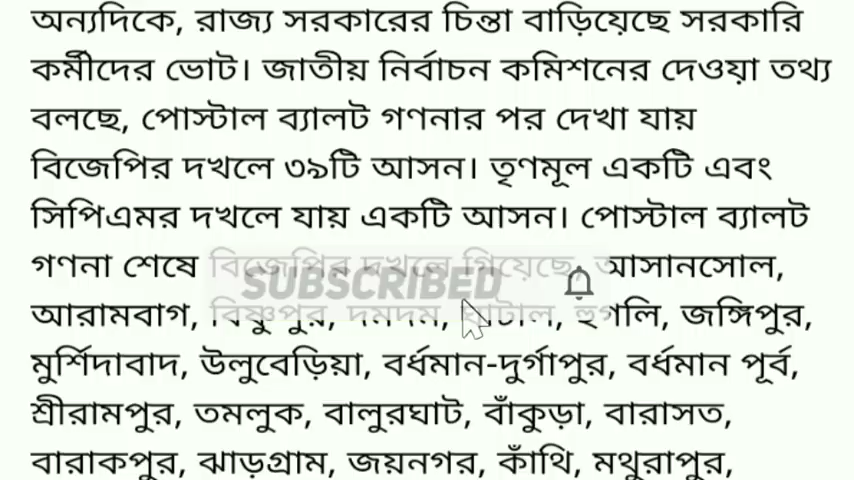 অন্যদিকে, রাজ্য সরকারের চিন্তা বাড়িয়েছে সরকারি
কর্মীদের ভোট। জাতীয় নির্বাচন কমিশনের দেওয়া তথ্য
বলছে, পোস্টাল ব্যালট গণনার পর দেখা যায়
বিজেপির দখলে ৩৯টি আসন। তৃণমূল একটি এবং
সিপিএমর দখলে যায় একটি আসন। পোস্টাল ব্যালট
গণনা শেষে বিজেপির দখলে গিয়েছে, আসানসোল,
SUBSCRIBED
আরামবাগ, বিষ্ণুপুর, দমদম, ঘাটাল, হুগলি, জঙ্গিপুর,
মুর্শিদাবাদ, উলুবেড়িয়া, বর্ধমান-দুর্গাপুর, বর্ধমান পূর্ব,
শ্রীরামপুর, তমলুক, বালুরঘাট, বাঁকুড়া, বারাসত,
বারাকপুর, ঝাড়গ্রাম, জয়নগর, কাঁথি, মথুরাপুর,